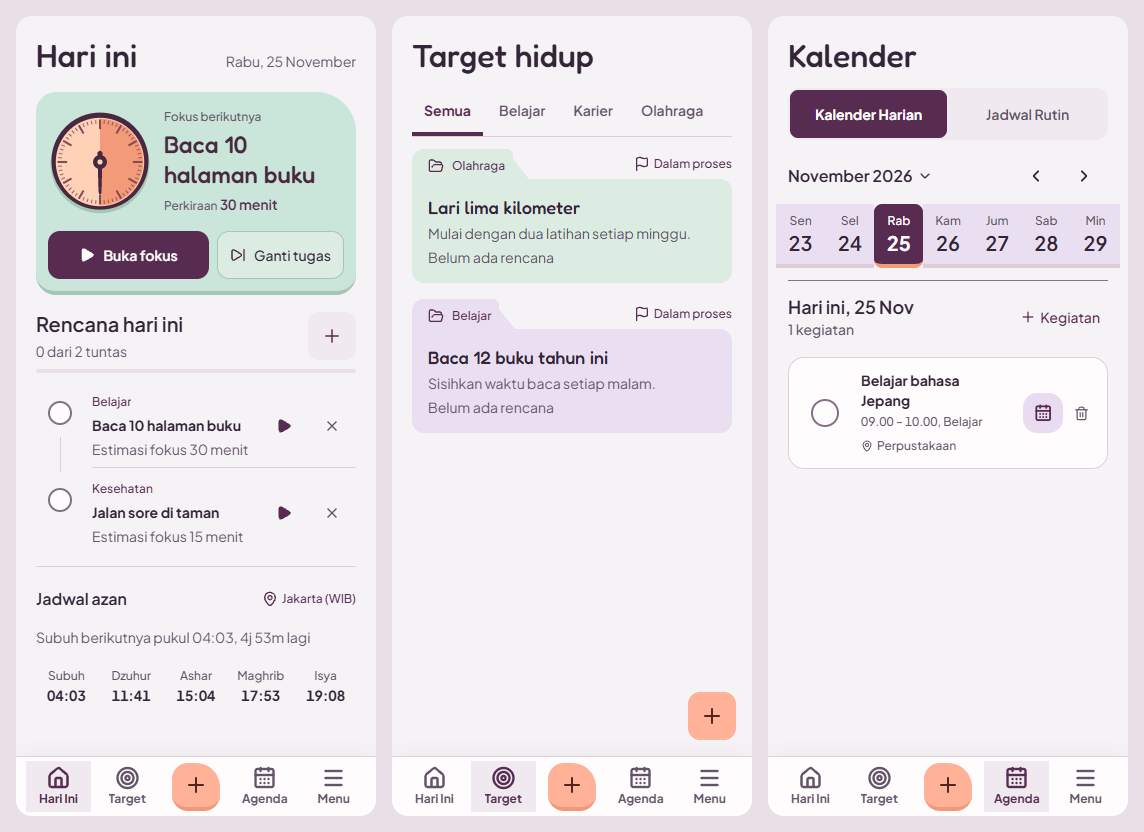 Hari ini
Rabu, 25 November
Fokus berikutnya
Baca 10
halaman buku
Perkiraan 30 menit
Buka fokus
Ganti tugas
Rencana hari ini
0 dari 2 tuntas
Belajar
Baca 10 halaman buku
Estimasi fokus 30 menit
Kesehatan
Jalan sore di taman
Estimasi fokus 15 menit
Jadwal azan
Jakarta (WIB)
Subuh berikutnya pukul 04:03, 4j 53m lagi
Subuh Dzuhur Ashar Maghrib Isya
04:03 11:41 15:04 17:53 19:08
Hari Ini Target Agenda Menu
Target hidup
Semua Belajar Karier Olahraga
Olahraga
Dalam proses
Lari lima kilometer
Mulai dengan dua latihan setiap minggu.
Belum ada rencana
Belajar
Dalam proses
Baca 12 buku tahun ini
Sisihkan waktu baca setiap malam.
Belum ada rencana
Hari Ini Target Agenda Menu
Kalender
Kalender Harian
Jadwal Rutin
November 2026
Sen Sel Rab Kam Jum Sab Min
23 24 25 26 27 28 29
Hari ini, 25 Nov
1 kegiatan
Kegiatan
Belajar bahasa
Jepang
09.00 – 10.00, Belajar
Perpustakaan
Hari Ini Target Agenda Menu